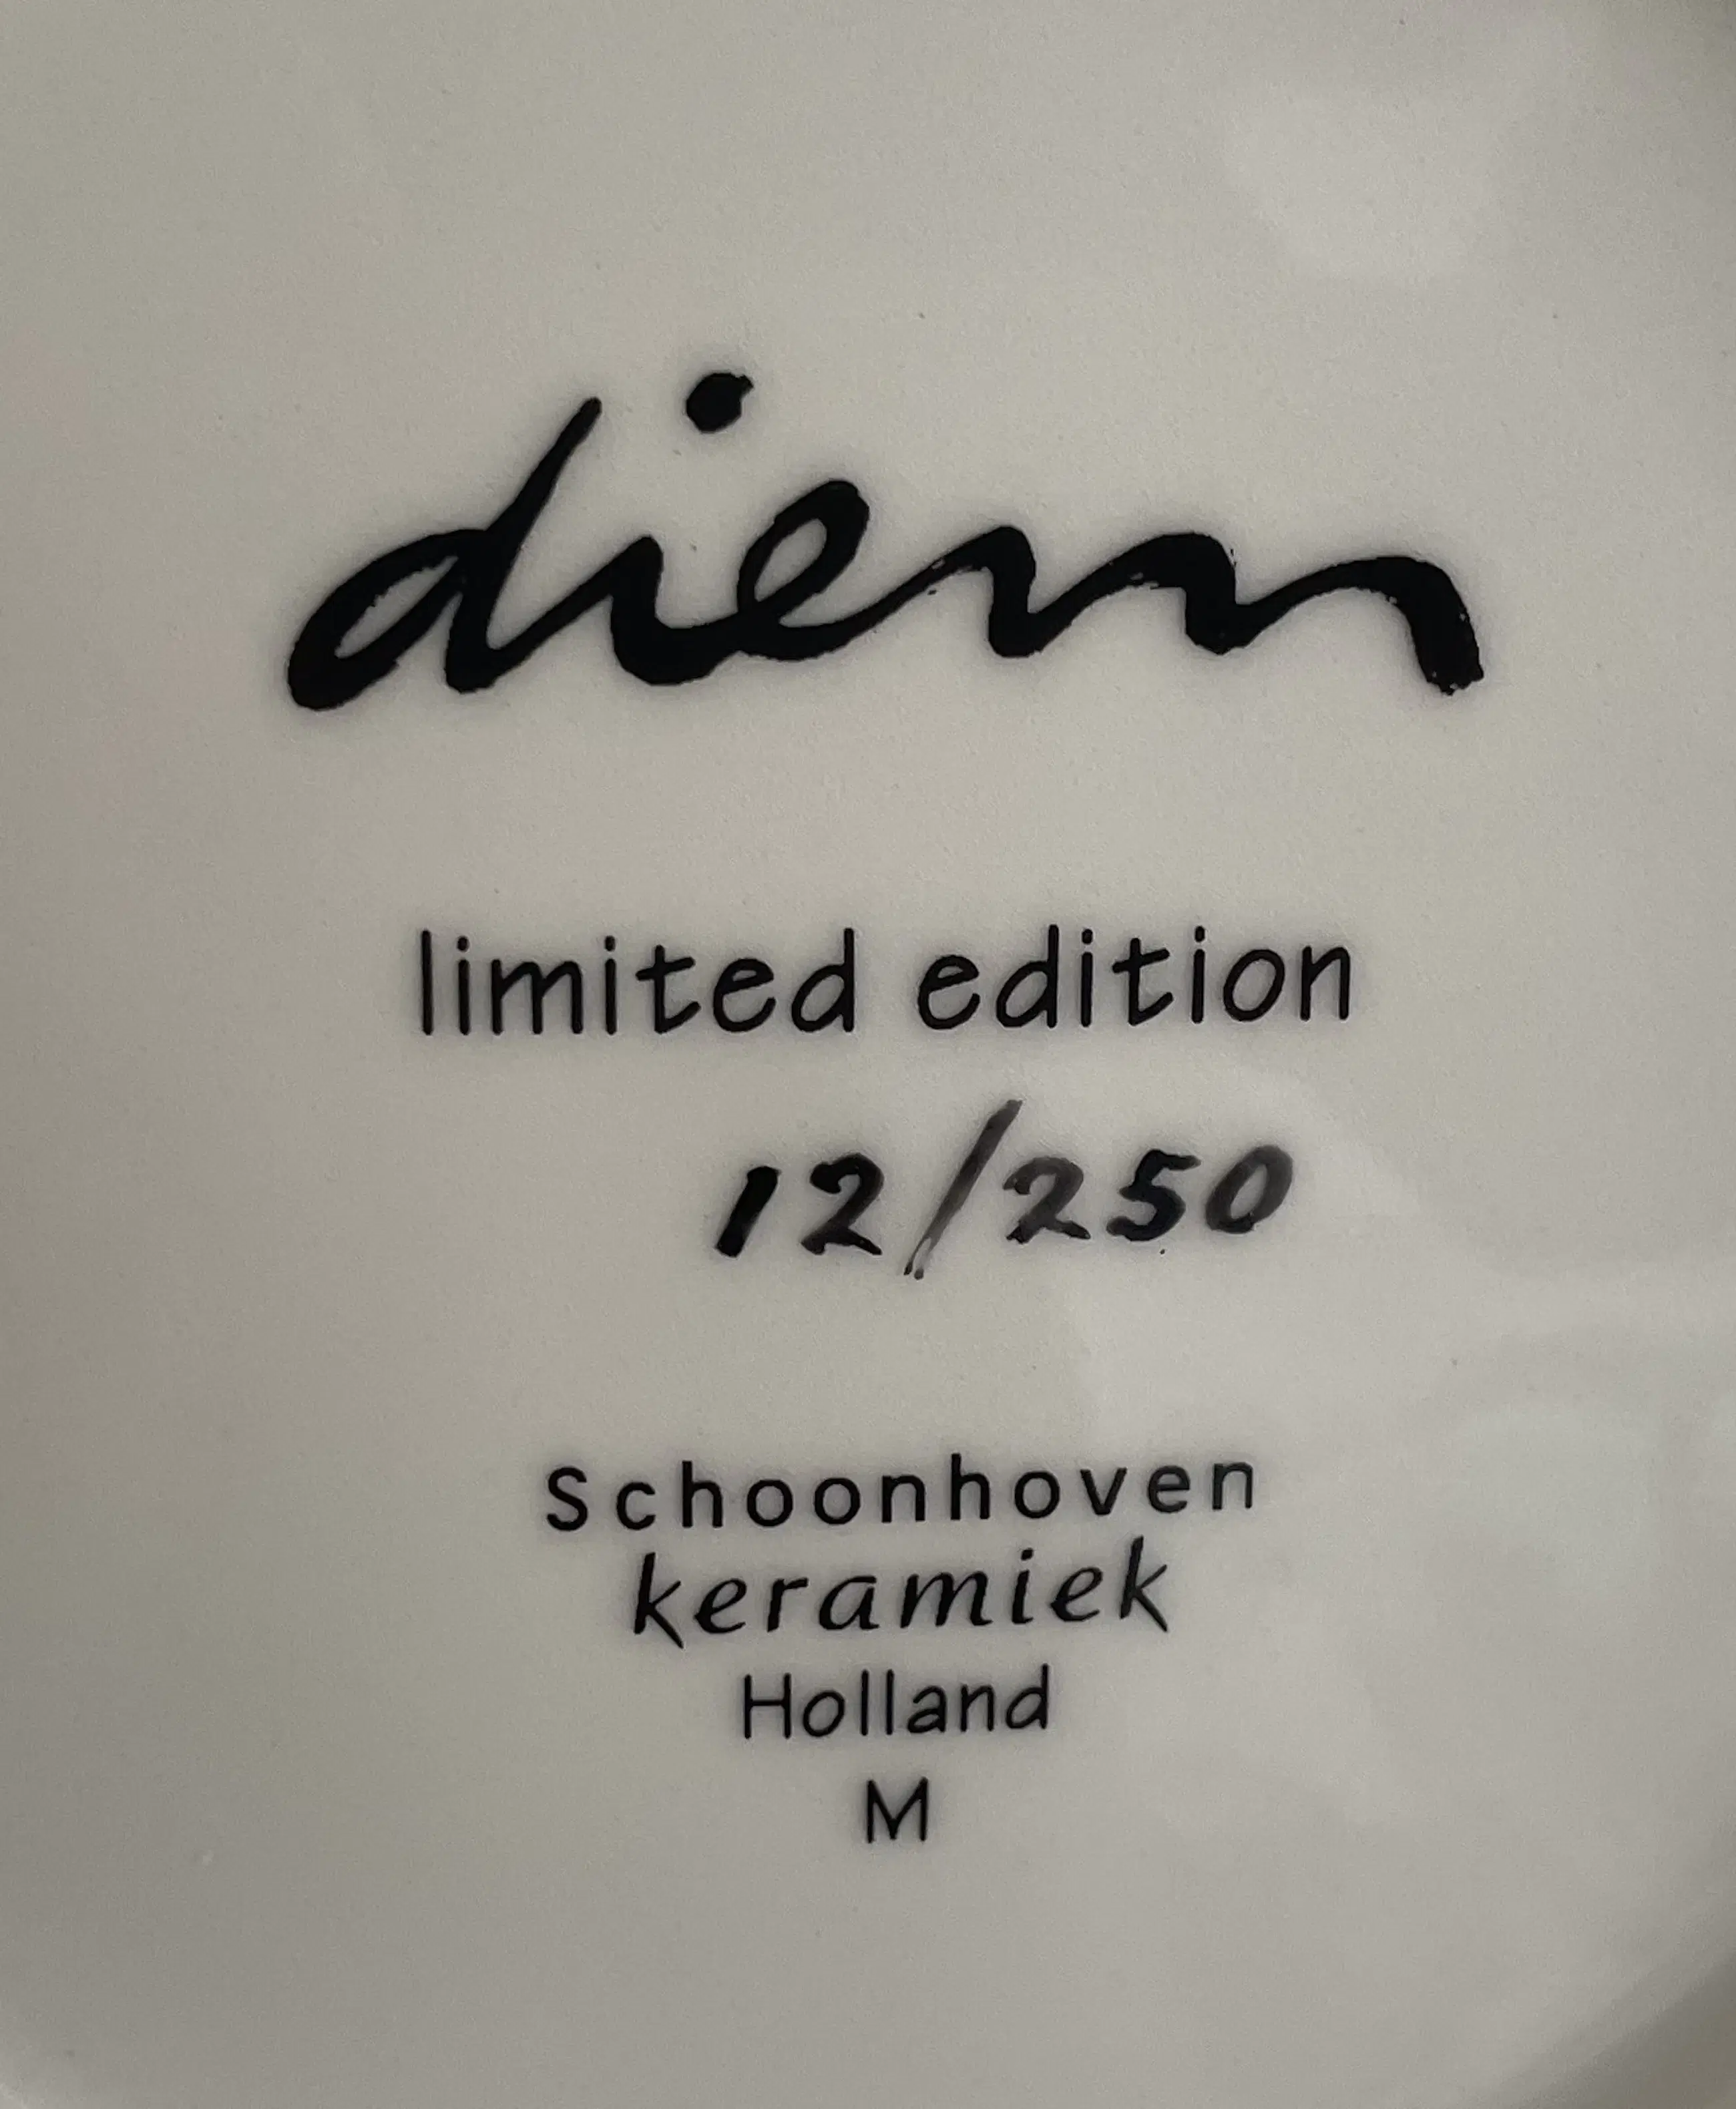 diem
limited edition
12/250
Schoonhoven
keramiek
Holland
M